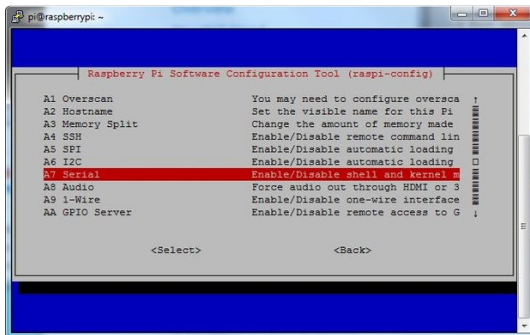 pi@raspberrypi: ~
Raspberry Pi Software Configuration Tool (raspi-config)
A1 Overscan You may need to configure oversca
A2 Hostname Set the visible name for this Pi
A3 Memory Split Change the amount of memory made
A4 SSH Enable/Disable remote command lin
A5 SPI Enable/Disable automatic loading
A6 I2C Enable/Disable automatic loading
A7 Serial Enable/Disable shell and kernel m
A8 Audio Force audio out through HDMI or 3
A9 1-Wire Enable/Disable one-wire interface
AA GPIO Server Enable/Disable remote access to G
<Select> <Back>